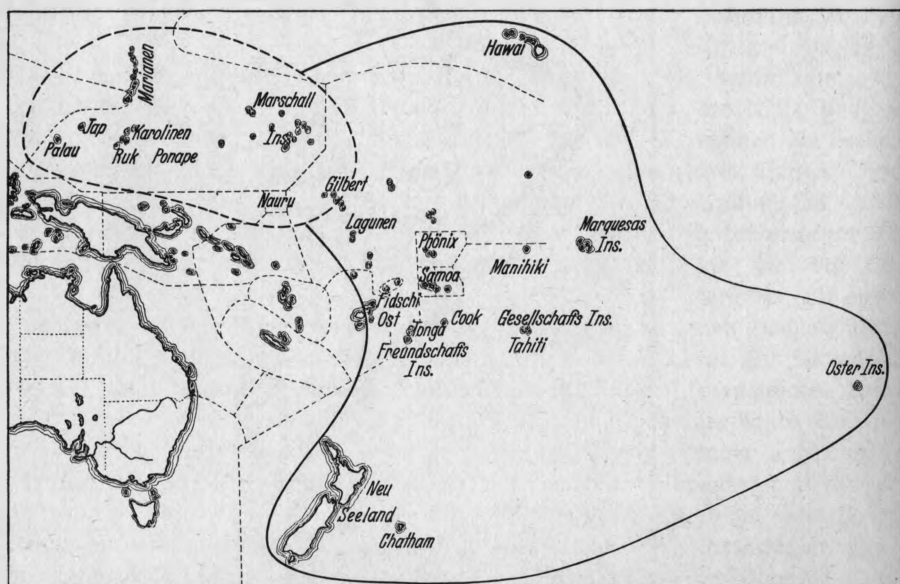 Hawai
Marianen
Marschall
Ins.
Jap
Karolinen
Palau
Ruk Ponape
Gilbert
Nauru
Lagunen
Marquesas
Ins.
Phönix
Manihiki
Samoa
Fidschi
Ost
Cook
Gesellschafts Ins.
Tonga
Tahiti
Freundschafts
Ins.
Oster Ins.
Neu
Seeland
Chatham